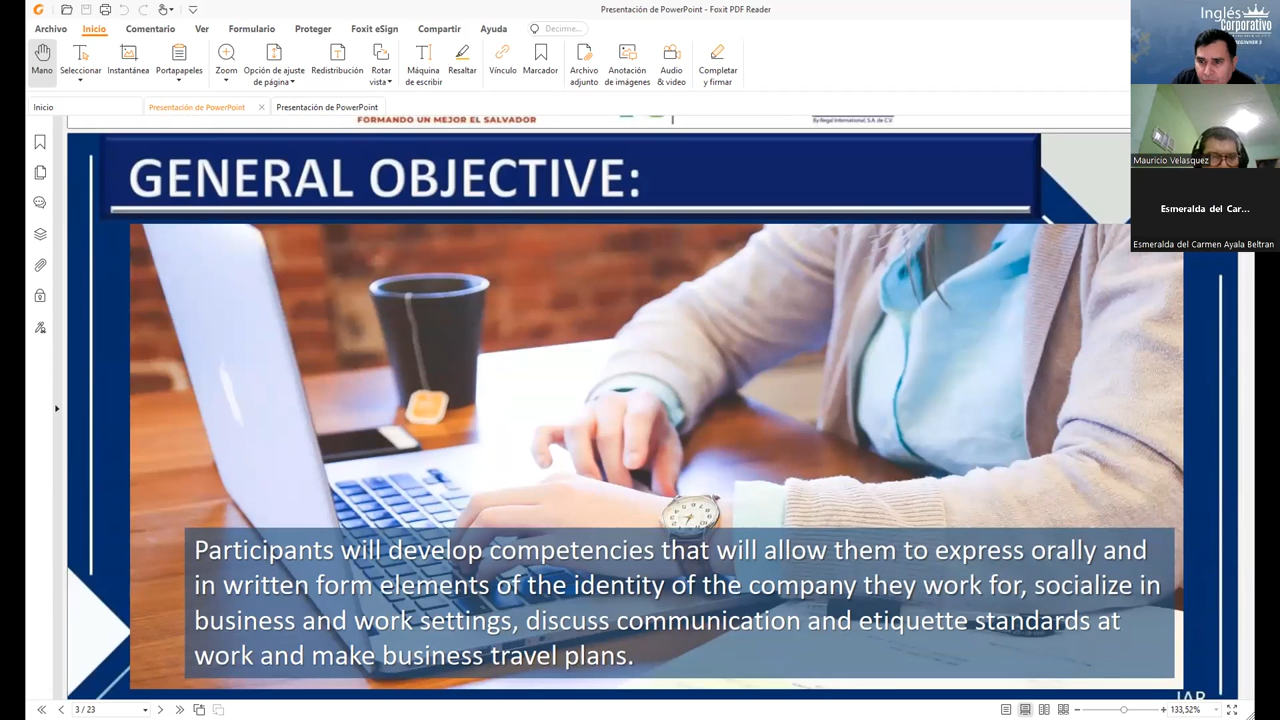 Presentación de PowerPoint - Foxit PDF Reader
Archivo Inicio Comentario Ver Formulario Proteger Foxit eSign Compartir Ayuda Decirme...
Mano Seleccionar Instantánea Portapapeles Zoom Opción de ajuste de página Redistribución Rotar vista Máquina de escribir Resaltar Vínculo Marcador Archivo adjunto Anotación de imágenes Audio & video Completar y firmar
Inicio Presentación de PowerPoint Presentación de PowerPoint
FORMANDO UN MEJOR EL SALVADOR
GENERAL OBJECTIVE:
Participants will develop competencies that will allow them to express orally and
in written form elements of the identity of the company they work for, socialize in
business and work settings, discuss communication and etiquette standards at
work and make business travel plans.
Inglés
Corporativo
Mauricio Velasquez
Esmeralda del Car...
Esmeralda del Carmen Ayala Beltran
3 / 23
133,52%